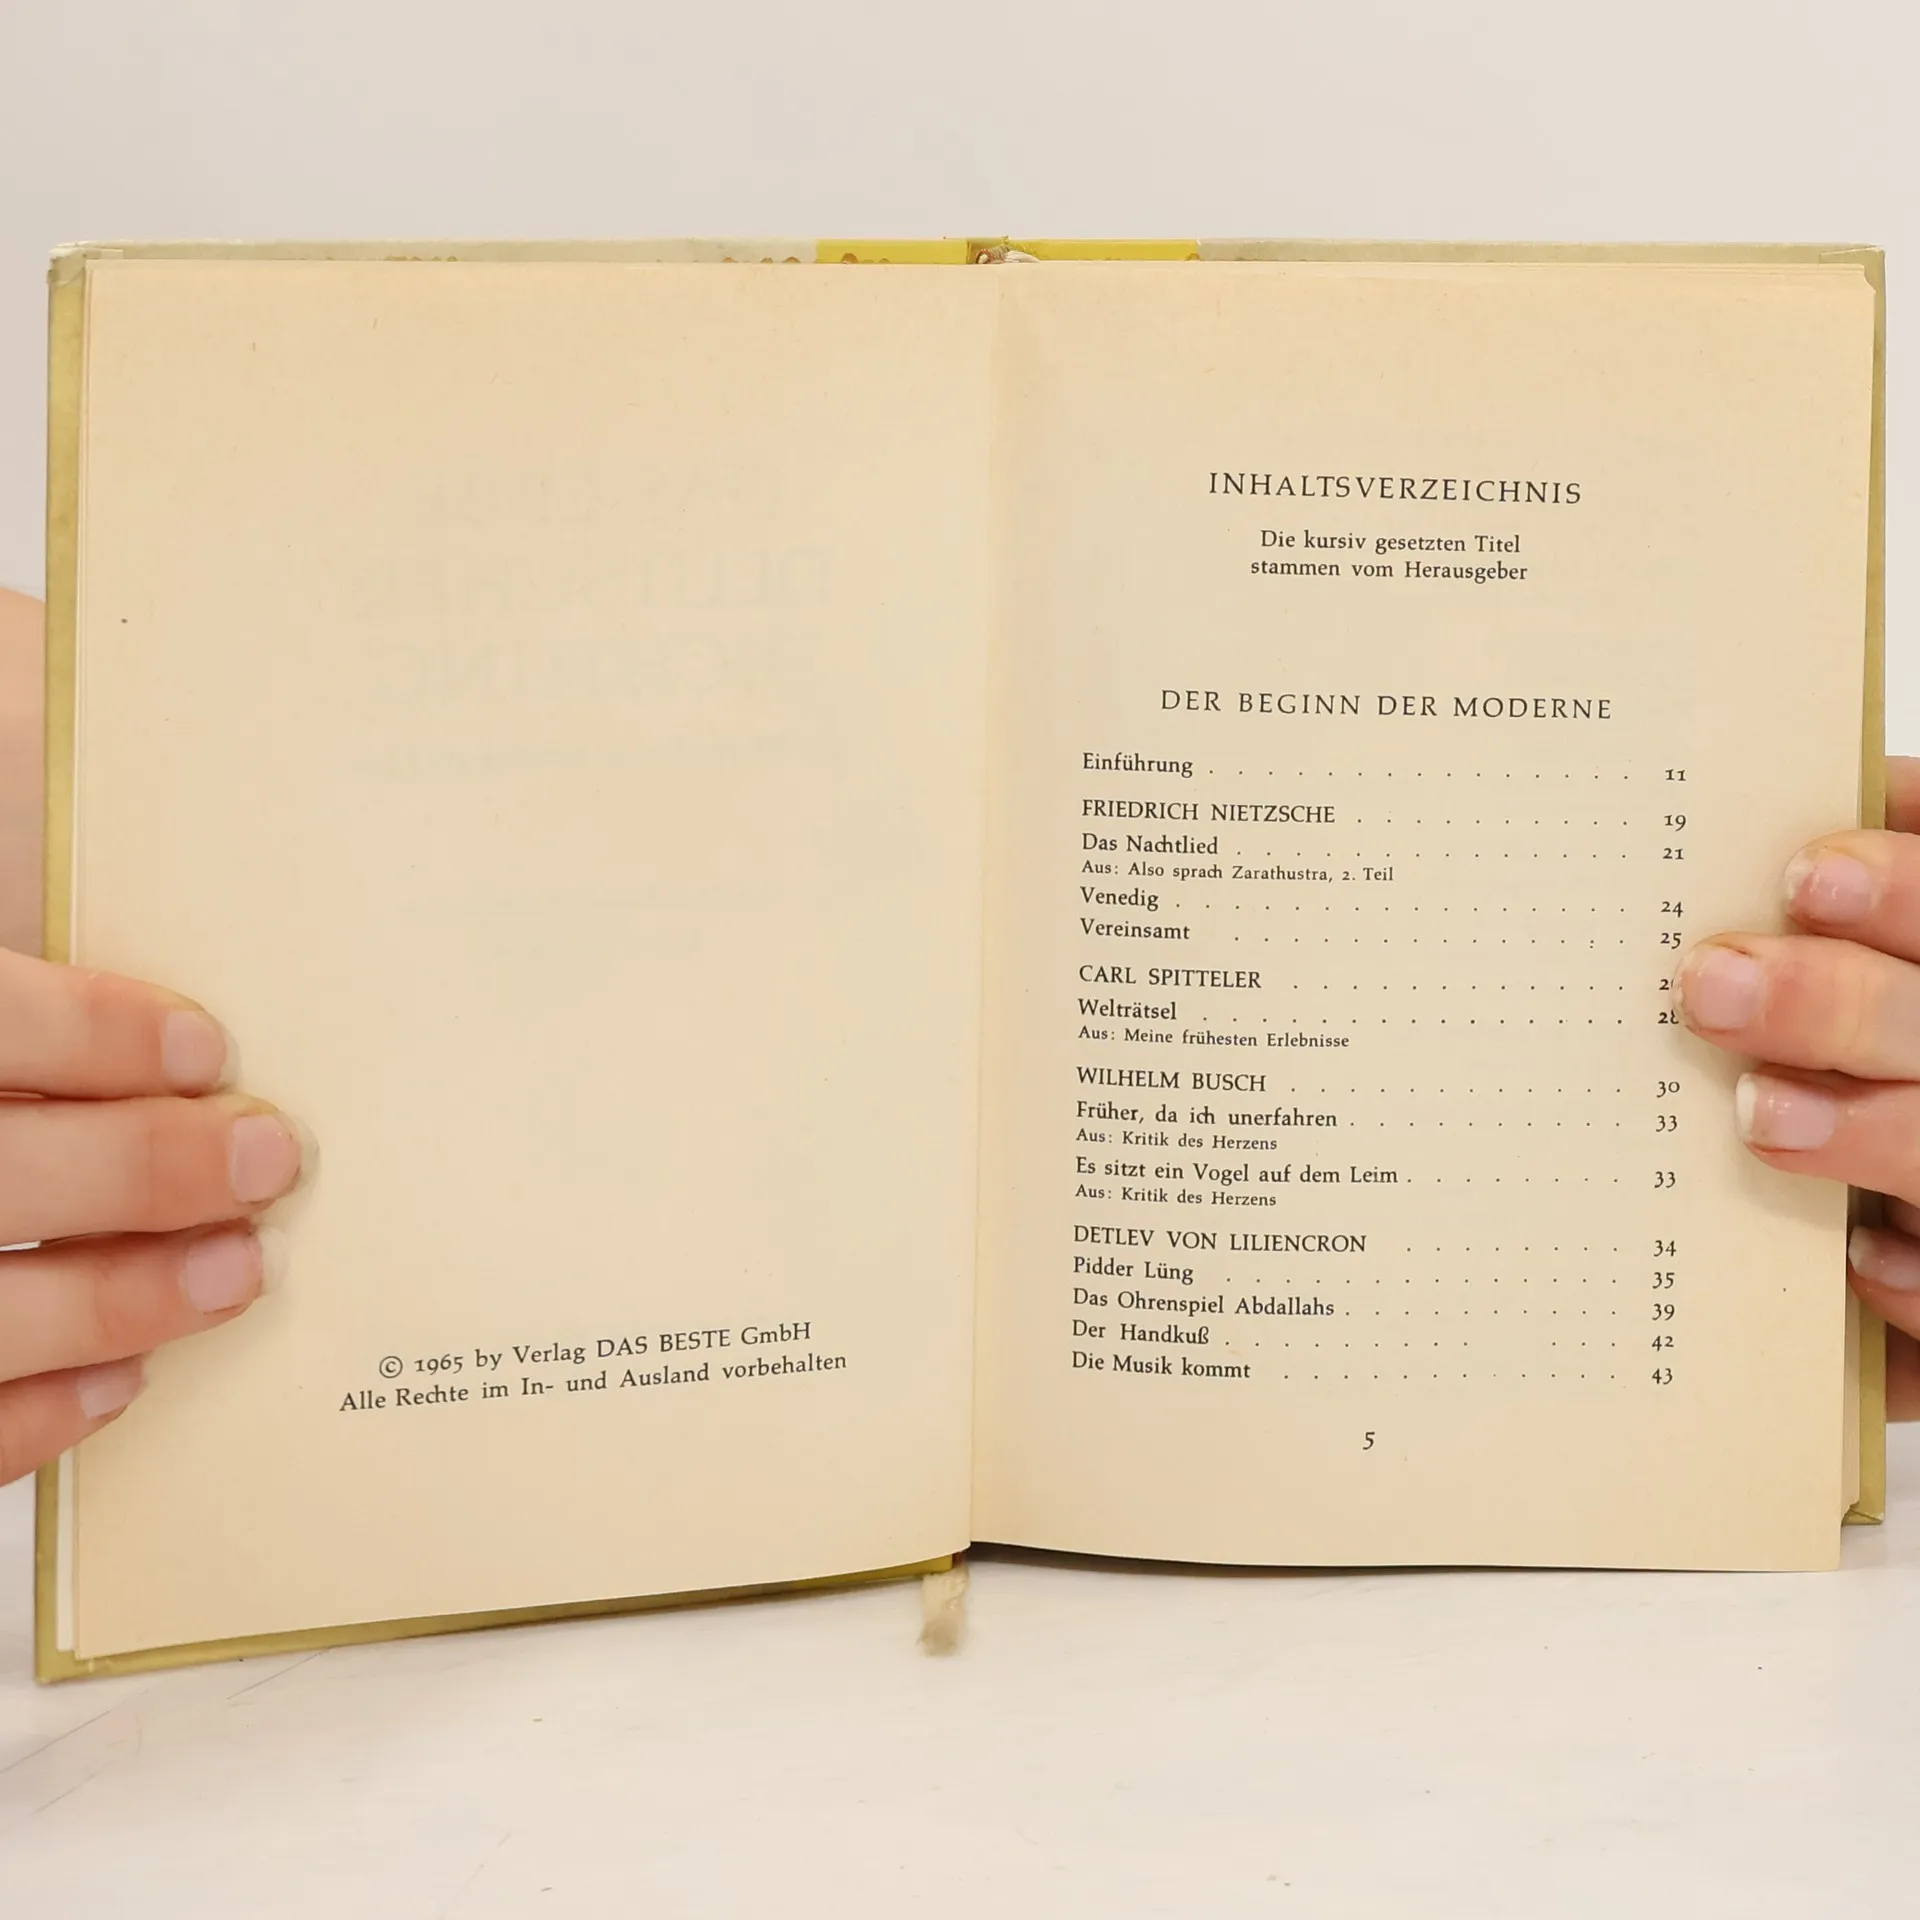 © 1965 by Verlag DAS BESTE GmbH
Alle Rechte im In- und Ausland vorbehalten
INHALTSVERZEICHNIS
Die kursiv gesetzten Titel
stammen vom Herausgeber
DER BEGINN DER MODERNE
Einführung . . . . . . . . . . . . . . . 11
FRIEDRICH NIETZSCHE . . . . . . . . . . 19
Das Nachtlied . . . . . . . . . . . . . . 21
Aus: Also sprach Zarathustra, 2. Teil
Venedig . . . . . . . . . . . . . . . . 24
Vereinsamt . . . . . . . . . . . . . . 25
CARL SPITTELER . . . . . . . . . . . .
Welträtsel . . . . . . . . . . . . . . . 28
Aus: Meine frühesten Erlebnisse
WILHELM BUSCH . . . . . . . . . . . . 30
Früher, da ich unerfahren . . . . . . . . . . 33
Aus: Kritik des Herzens
Es sitzt ein Vogel auf dem Leim . . . . . . . . 33
Aus: Kritik des Herzens
DETLEV VON LILIENCRON . . . . . . . . 34
Pidder Lüng . . . . . . . . . . . . . . 35
Das Ohrenspiel Abdallahs . . . . . . . . . . 39
Der Handkuß . . . . . . . . . . . . 42
Die Musik kommt . . . . . . . . . . . . 43
5